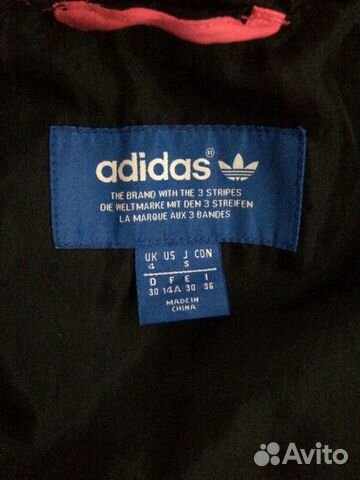 adidas®
THE BRAND WITH THE 3 STRIPES
DIE WELTMARKE MIT DEN 3 STREIFEN
LA MARQUE AUX 3 BANDES
UK US J CDN
4 S
D F E I
30 14A 30 36
MADE IN
CHINA
Avito